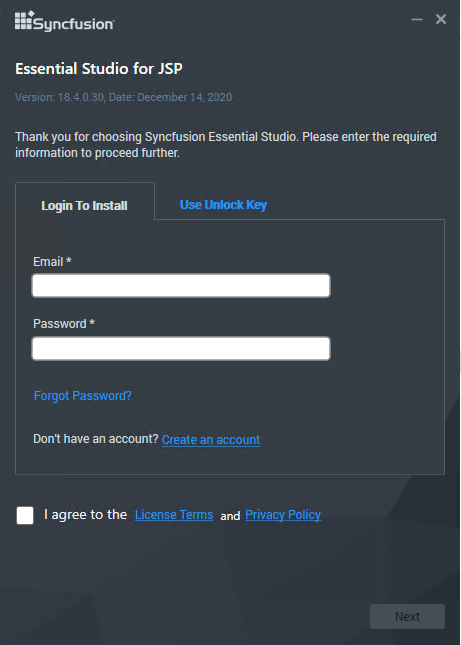 Syncfusion
Essential Studio for JSP
Version: 18.4.0.30, Date: December 14, 2020
Thank you for choosing Syncfusion Essential Studio. Please enter the required
information to proceed further.
Login To Install
Use Unlock Key
Email *
Password *
Forgot Password?
Don't have an account? Create an account
I agree to the License Terms and Privacy Policy
Next